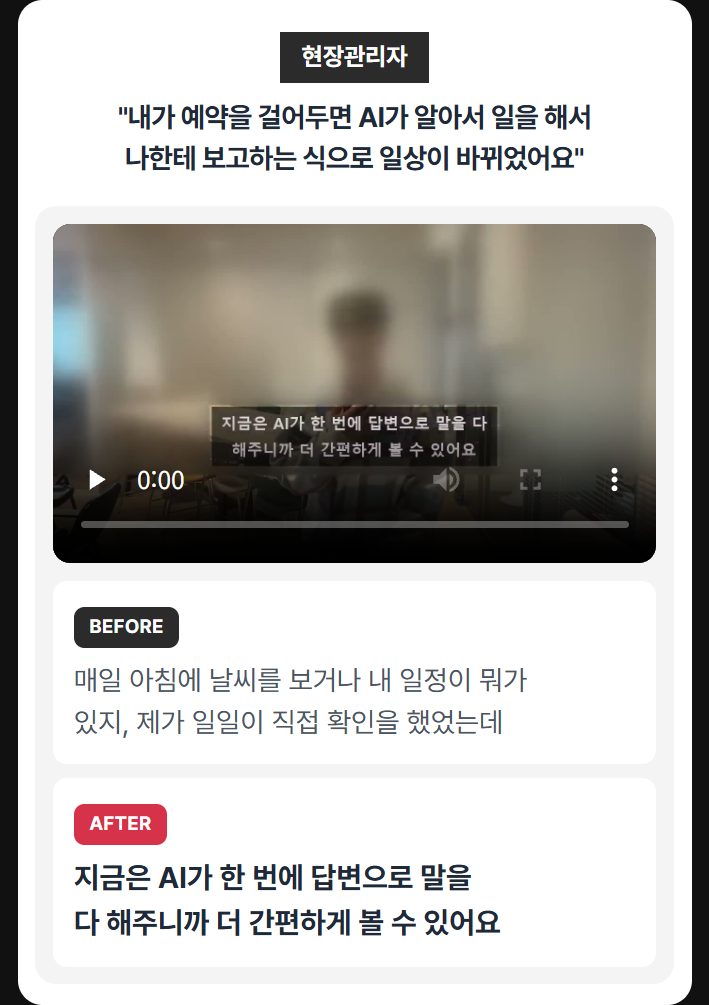 현장관리자
"내가 예약을 걸어두면 AI가 알아서 일을 해서
나한테 보고하는 식으로 일상이 바뀌었어요"
지금은 AI가 한 번에 답변으로 말을 다
해주니까 더 간편하게 볼 수 있어요
0:00
BEFORE
매일 아침에 날씨를 보거나 내 일정이 뭐가
있지, 제가 일일이 직접 확인을 했었는데
AFTER
지금은 AI가 한 번에 답변으로 말을
다 해주니까 더 간편하게 볼 수 있어요